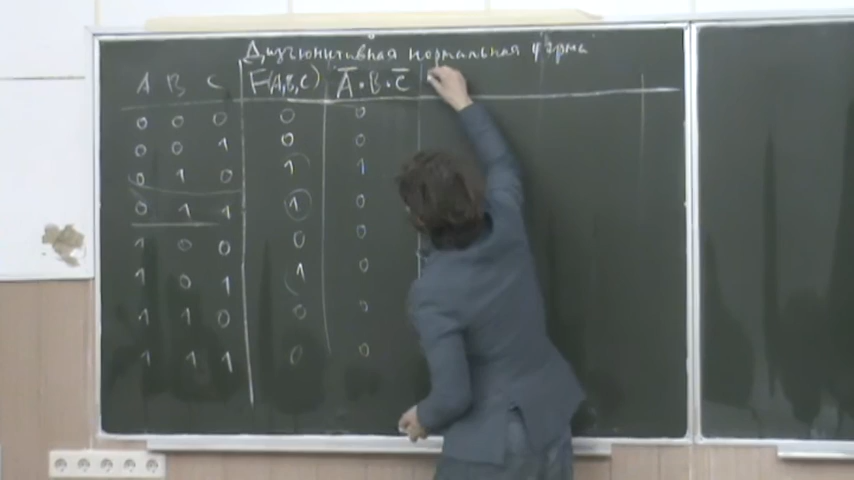 Дизъюнктивная нормальная форма
A B C F(A,B,C) A̅·B·C̅
0 0 0 0 0
0 0 1 0 0
0 1 0 1 1
0 1 1 1 0
1 0 0 0 0
1 0 1 1 0
1 1 0 0 0
1 1 1 0 0